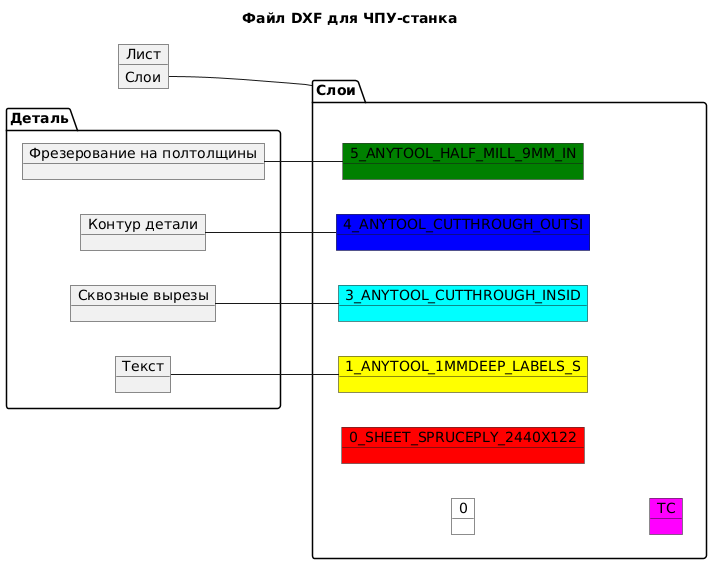 Файл DXF для ЧПУ-станка
Лист
Слои
Слои
Деталь
Фрезерование на полтолщины
5_ANYTOOL_HALF_MILL_9MM_IN
Контур детали
4_ANYTOOL_CUTTHROUGH_OUTSI
Сквозные вырезы
3_ANYTOOL_CUTTHROUGH_INSID
Текст
1_ANYTOOL_1MMDEEP_LABELS_S
0_SHEET_SPRUCEPLY_2440X122
0
TC